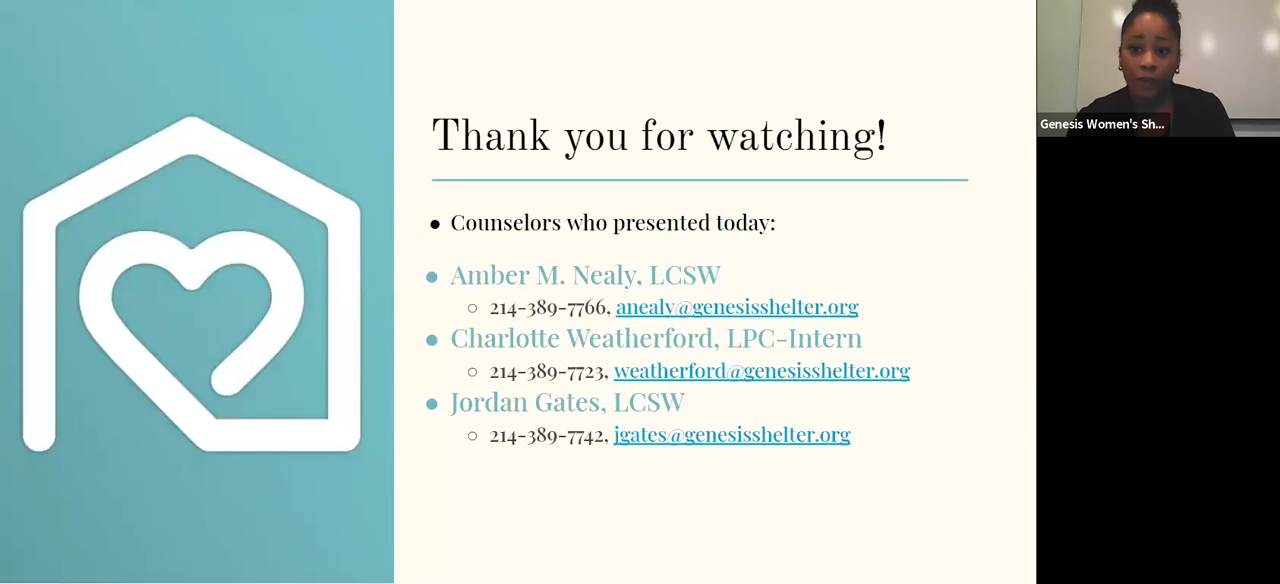 Thank you for watching!
● Counselors who presented today:
● Amber M. Nealy, LCSW
○ 214-389-7766, anealy@genesisshelter.org
● Charlotte Weatherford, LPC-Intern
○ 214-389-7723, weatherford@genesisshelter.org
● Jordan Gates, LCSW
○ 214-389-7742, jgates@genesisshelter.org
Genesis Women's Sh...